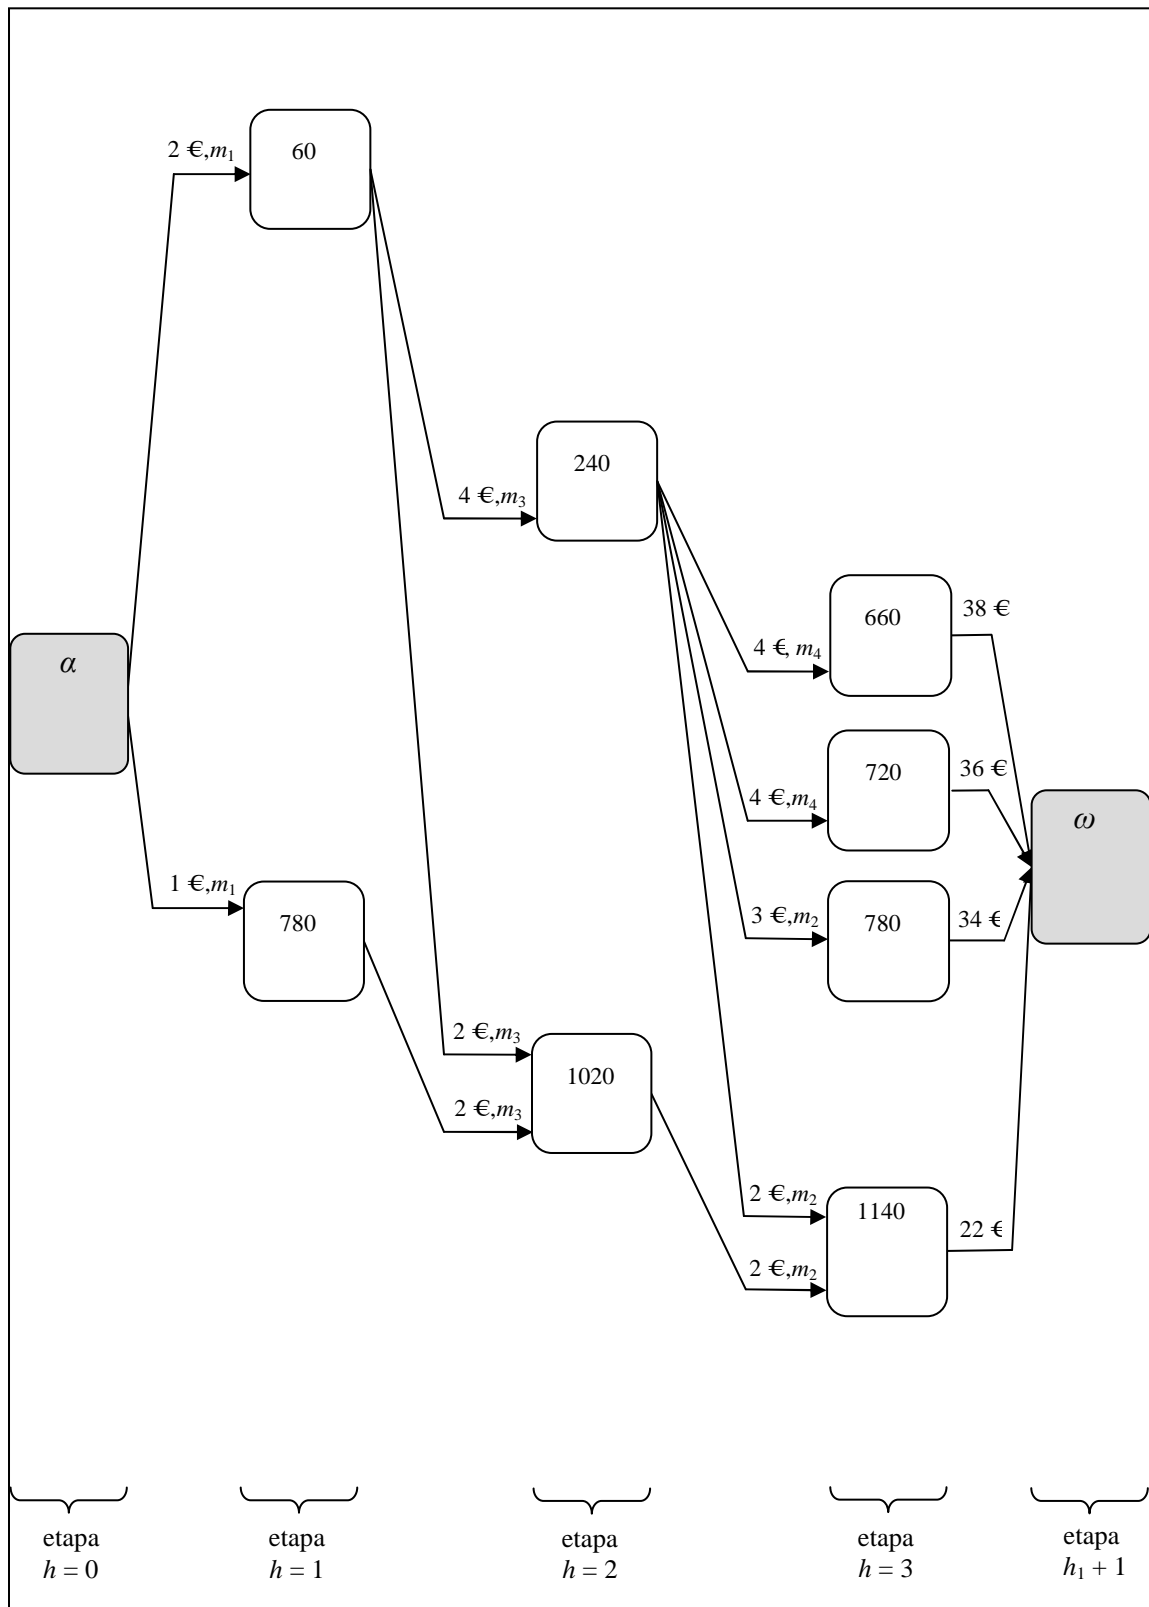 60
2 €,m₁
240
4 €,m₃
660
38 €
α
4 €, m₄
720
36 €
4 €,m₄
ω
1 €,m₁
780
3 €,m₂
780
34 €
2 €,m₃
1020
2 €,m₃
2 €,m₂
1140
22 €
2 €,m₂
etapa
h = 0
etapa
h = 1
etapa
h = 2
etapa
h = 3
etapa
h₁ + 1